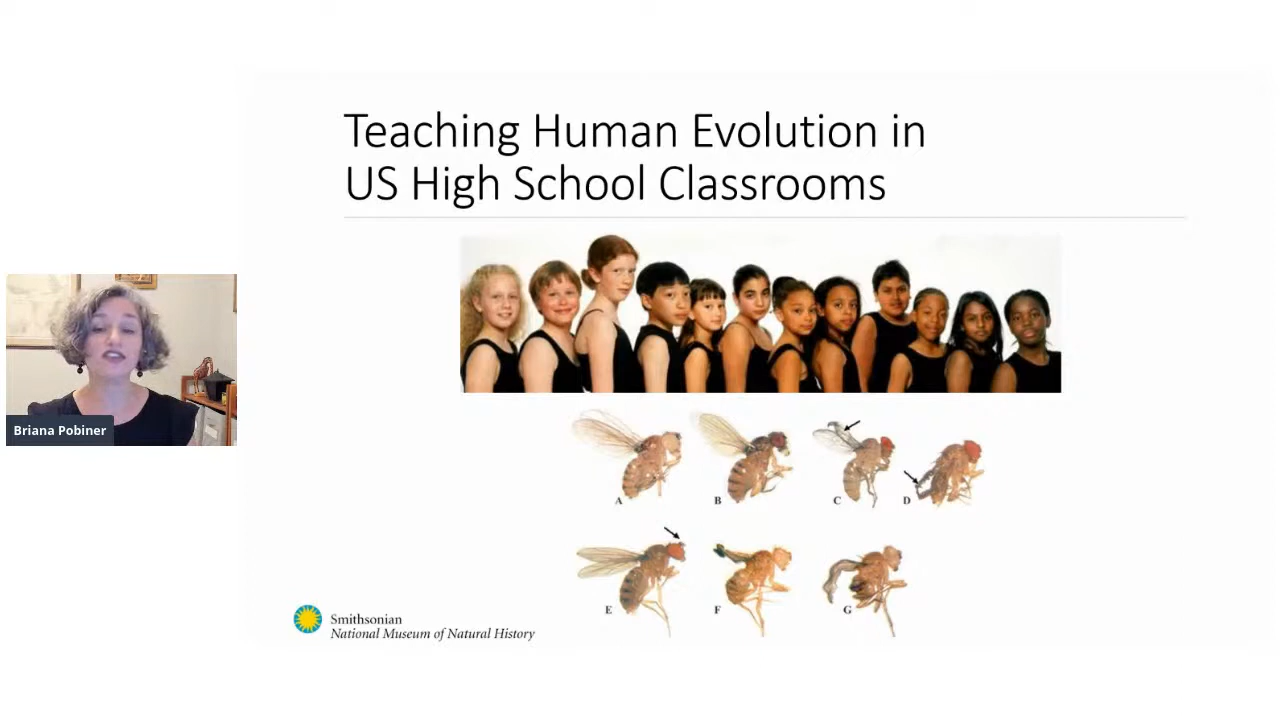 Teaching Human Evolution in
US High School Classrooms
Briana Pobiner
A
B
C
D
E
F
G
Smithsonian
National Museum of Natural History